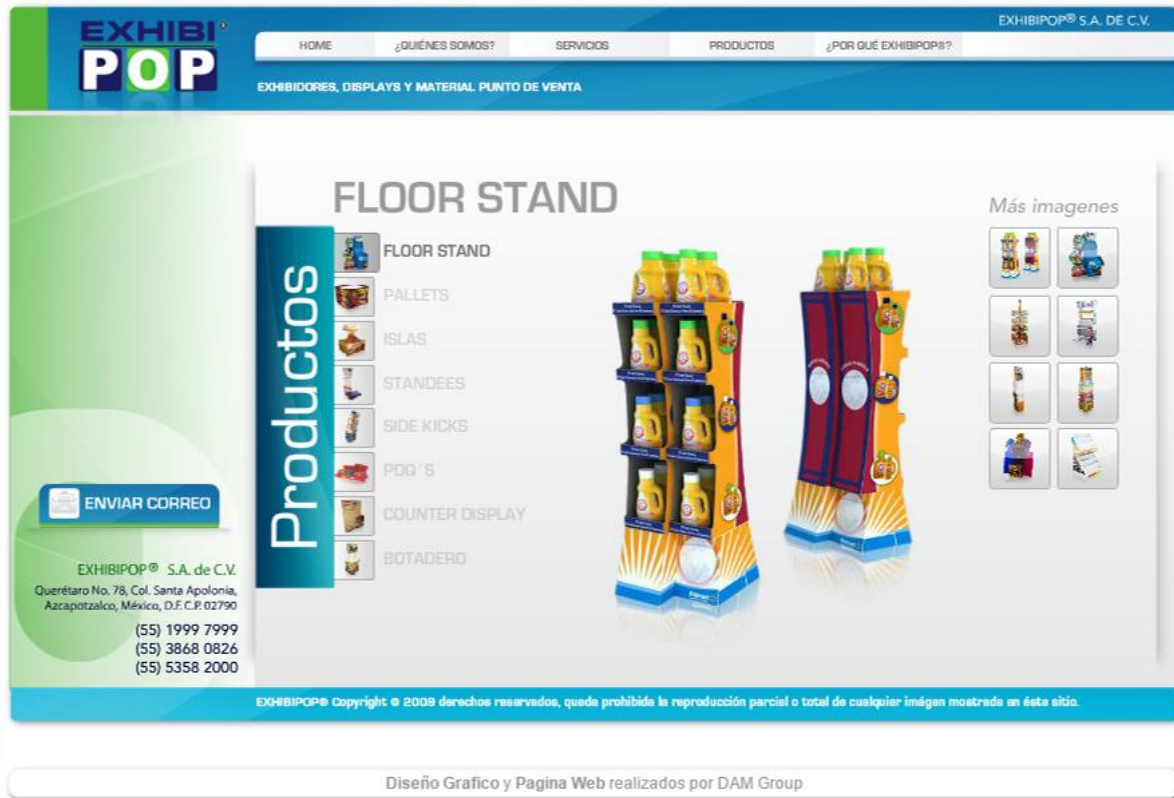 EXHIBI®
POP
EXHIBIPOP® S.A. DE C.V.
HOME ¿QUIÉNES SOMOS? SERVICIOS PRODUCTOS ¿POR QUÉ EXHIBIPOP®?
EXHIBIDORES, DISPLAYS Y MATERIAL PUNTO DE VENTA
FLOOR STAND
Más imagenes
Productos
FLOOR STAND
PALLETS
ISLAS
STANDEES
SIDE KICKS
PDQ´S
COUNTER DISPLAY
BOTADERO
ENVIAR CORREO
EXHIBIPOP® S.A. de C.V.
Querétaro No. 78, Col. Santa Apolonia,
Azcapotzalco, México, D.F. C.P. 02790
(55) 1999 7999
(55) 3868 0826
(55) 5358 2000
EXHIBIPOP® Copyright © 2009 derechos reservados, queda prohibida la reproducción parcial o total de cualquier imágen mostrada en éste sitio.
Diseño Grafico y Pagina Web realizados por DAM Group